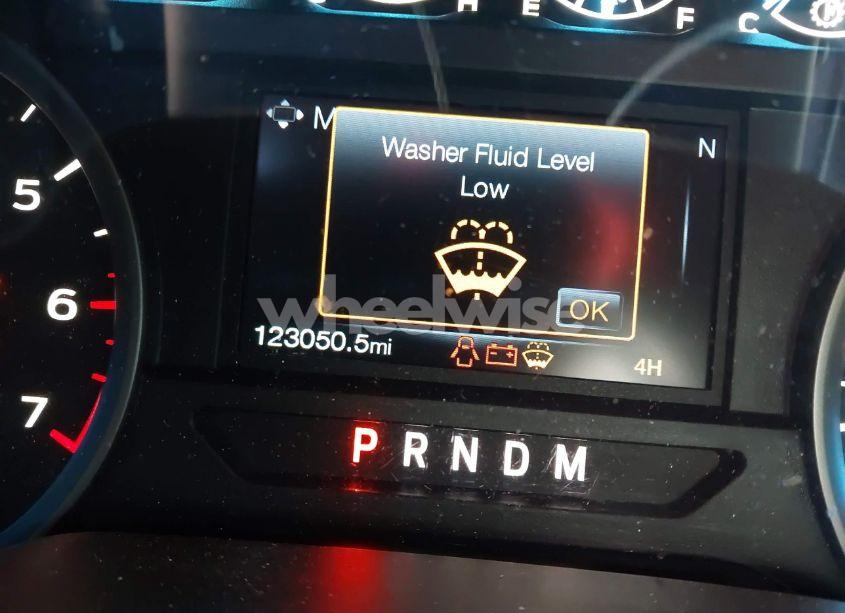 H E F C
M
N
Washer Fluid Level
Low
OK
wheelwise
123050.5mi
4H
5
6
7
P R N D M